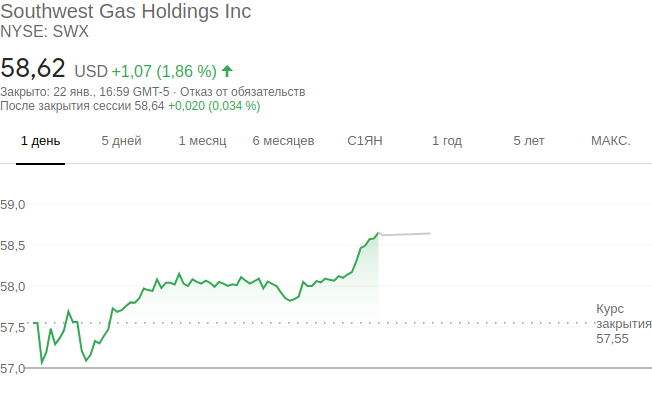 Southwest Gas Holdings Inc
NYSE: SWX
58,62 USD +1,07 (1,86 %)
Закрыто: 22 янв., 16:59 GMT-5 · Отказ от обязательств
После закрытия сессии 58,64 +0,020 (0,034 %)
1 день 5 дней 1 месяц 6 месяцев С1ЯН 1 год 5 лет МАКС.
59,0
58,5
58,0
57,5
57,0
Курс
закрытия
57,55